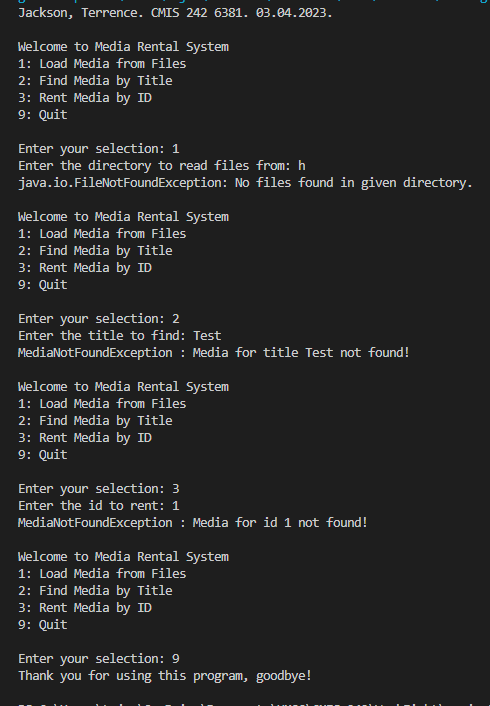 Jackson, Terrence. CMIS 242 6381. 03.04.2023.
Welcome to Media Rental System
1: Load Media from Files
2: Find Media by Title
3: Rent Media by ID
9: Quit
Enter your selection: 1
Enter the directory to read files from: h
java.io.FileNotFoundException: No files found in given directory.
Welcome to Media Rental System
1: Load Media from Files
2: Find Media by Title
3: Rent Media by ID
9: Quit
Enter your selection: 2
Enter the title to find: Test
MediaNotFoundException : Media for title Test not found!
Welcome to Media Rental System
1: Load Media from Files
2: Find Media by Title
3: Rent Media by ID
9: Quit
Enter your selection: 3
Enter the id to rent: 1
MediaNotFoundException : Media for id 1 not found!
Welcome to Media Rental System
1: Load Media from Files
2: Find Media by Title
3: Rent Media by ID
9: Quit
Enter your selection: 9
Thank you for using this program, goodbye!